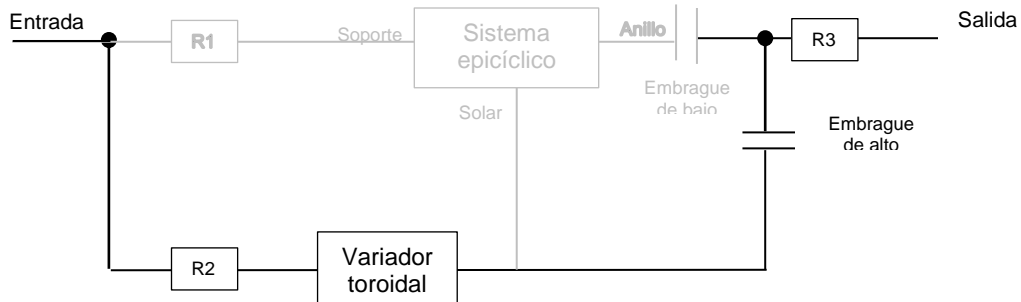 Entrada
Salida
R1
Soporte
Sistema
epicíclico
Anillo
R3
Embrague
de bajo
Solar
Embrague
de alto
R2
Variador
toroidal